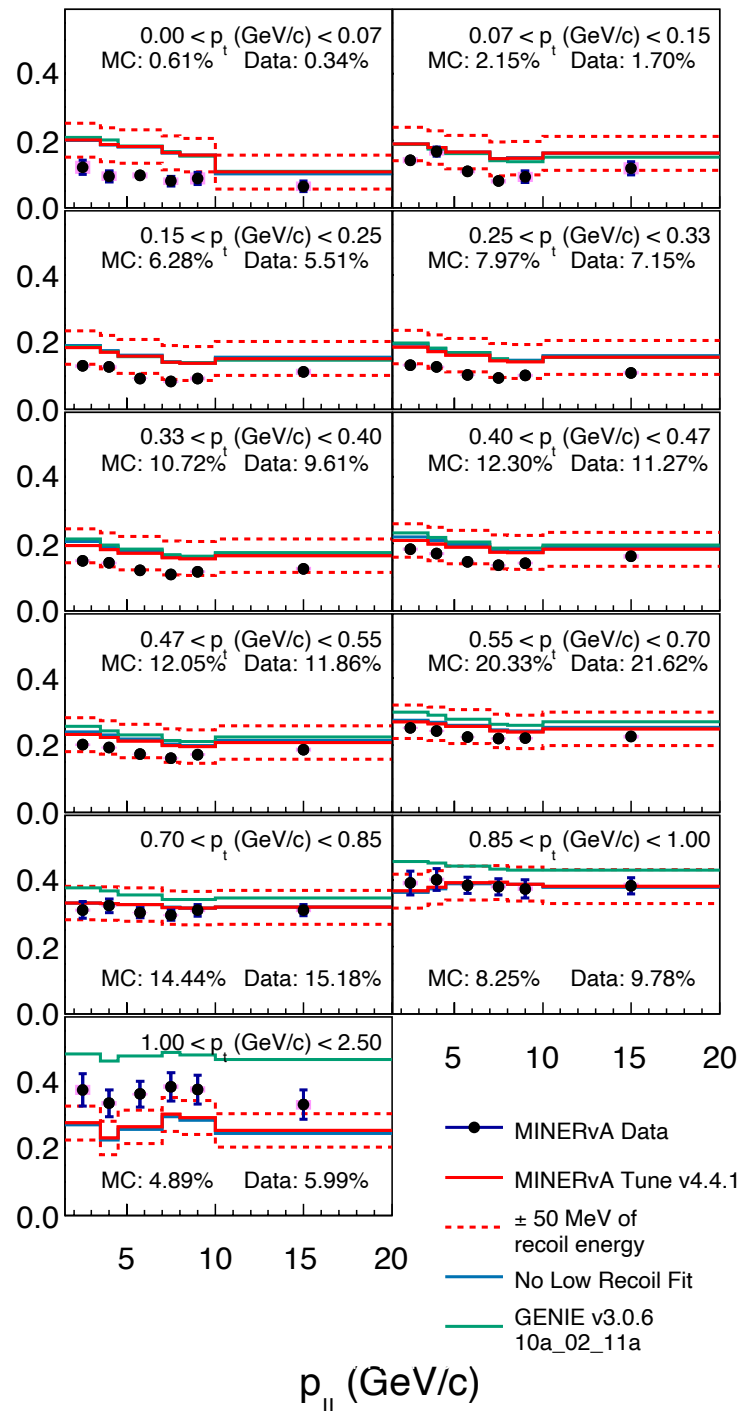 0.00 < p_t (GeV/c) < 0.07
MC: 0.61% Data: 0.34%
0.07 < p_t (GeV/c) < 0.15
MC: 2.15% Data: 1.70%
0.4
0.2
0.0
0.15 < p_t (GeV/c) < 0.25
MC: 6.28% Data: 5.51%
0.25 < p_t (GeV/c) < 0.33
MC: 7.97% Data: 7.15%
0.4
0.2
0.0
0.33 < p_t (GeV/c) < 0.40
MC: 10.72% Data: 9.61%
0.40 < p_t (GeV/c) < 0.47
MC: 12.30% Data: 11.27%
0.4
0.2
0.0
0.47 < p_t (GeV/c) < 0.55
MC: 12.05% Data: 11.86%
0.55 < p_t (GeV/c) < 0.70
MC: 20.33% Data: 21.62%
0.4
0.2
0.0
0.70 < p_t (GeV/c) < 0.85
MC: 14.44% Data: 15.18%
0.85 < p_t (GeV/c) < 1.00
MC: 8.25% Data: 9.78%
0.4
0.2
0.0
5 10 15 20
1.00 < p_t (GeV/c) < 2.50
MC: 4.89% Data: 5.99%
0.4
0.2
0.0
5 10 15 20
MINERvA Data
MINERvA Tune v4.4.1
± 50 MeV of
recoil energy
No Low Recoil Fit
GENIE v3.0.6
10a_02_11a
p_|| (GeV/c)